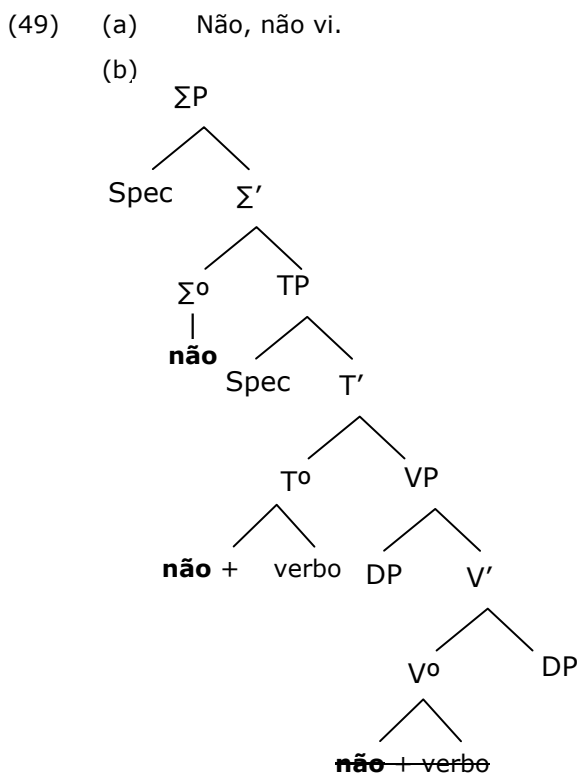 (49) (a) Não, não vi.
(b)
ΣP
Spec Σ’
Σº TP
não
Spec T’
Tº VP
não + verbo DP V’
Vº DP
não + verbo